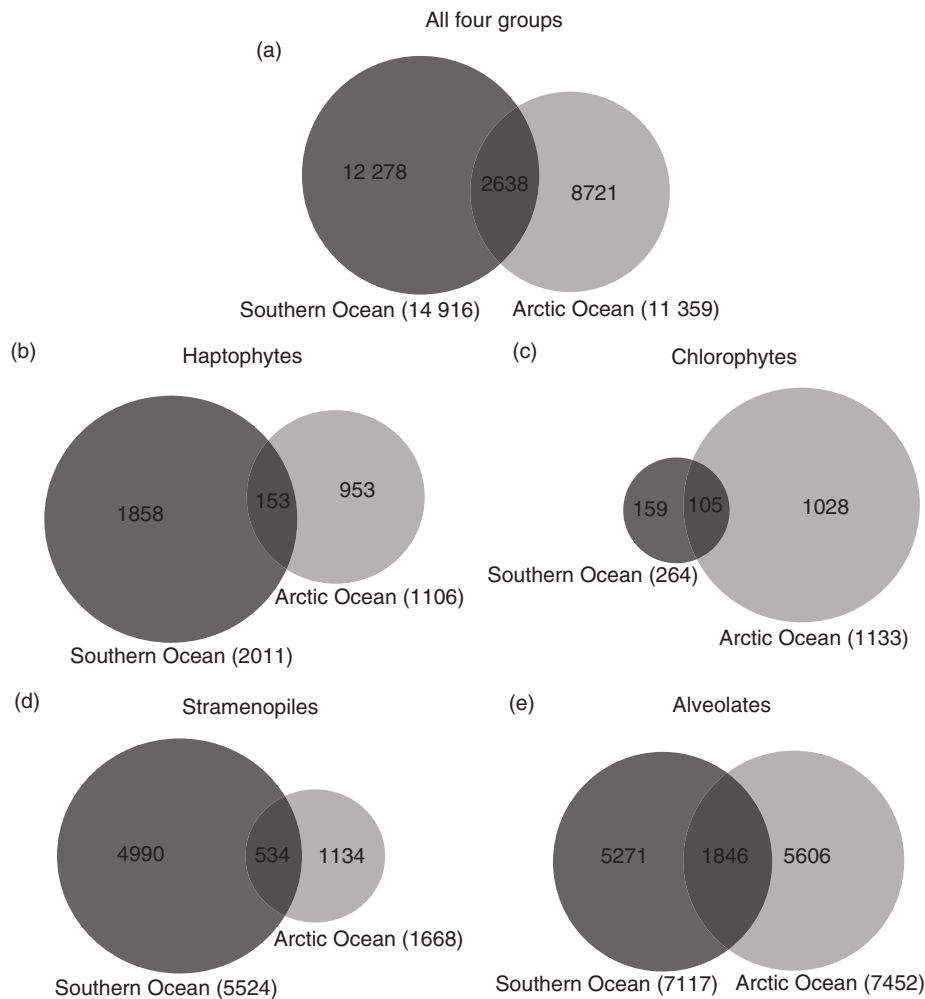 All four groups
(a)
12 278
2638
8721
Southern Ocean (14 916)
Arctic Ocean (11 359)
(b)
Haptophytes
1858
153
953
Arctic Ocean (1106)
Southern Ocean (2011)
(c)
Chlorophytes
159
105
1028
Southern Ocean (264)
Arctic Ocean (1133)
(d)
Stramenopiles
4990
534
1134
Arctic Ocean (1668)
Southern Ocean (5524)
(e)
Alveolates
5271
1846
5606
Southern Ocean (7117)
Arctic Ocean (7452)